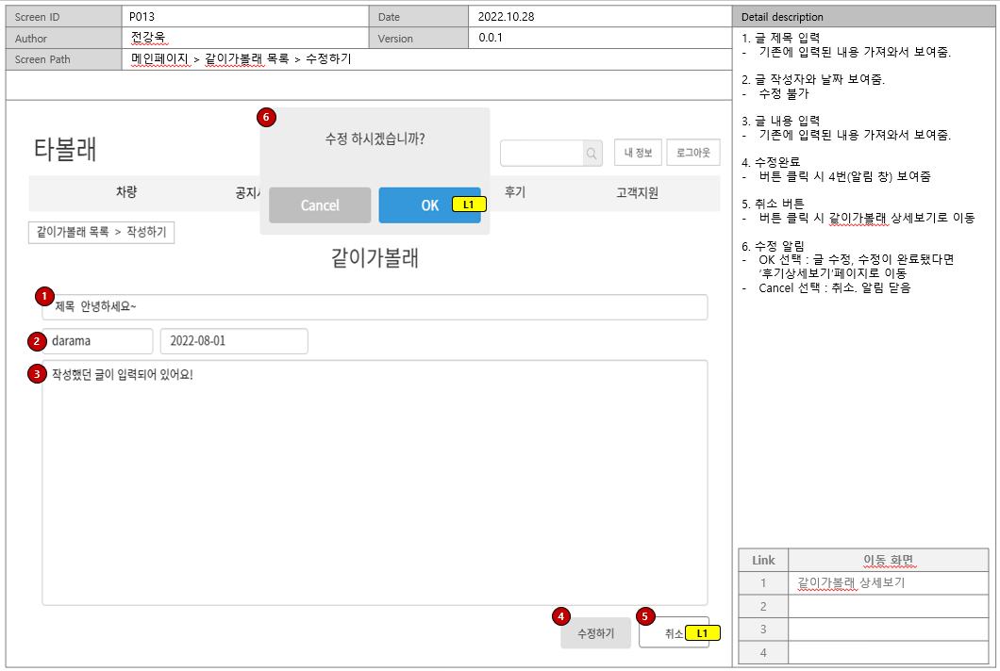 Screen ID P013 Date 2022.10.28
Author 전강욱 Version 0.0.1
Screen Path 메인페이지 > 같이가볼래 목록 > 수정하기
6
수정 하시겠습니까?
타볼래
내 정보 로그아웃
차량 공지 후기 고객지원
Cancel OK L1
같이가볼래 목록 > 작성하기
같이가볼래
1 제목 안녕하세요~
2 darama 2022-08-01
3 작성했던 글이 입력되어 있어요!
4 5
수정하기 취소 L1
Detail description
1. 글 제목 입력
- 기존에 입력된 내용 가져와서 보여줌.
2. 글 작성자와 날짜 보여줌.
- 수정 불가
3. 글 내용 입력
- 기존에 입력된 내용 가져와서 보여줌.
4. 수정완료
- 버튼 클릭 시 4번(알림 창) 보여줌
5. 취소 버튼
- 버튼 클릭 시 같이가볼래 상세보기로 이동
6. 수정 알림
- OK 선택 : 글 수정, 수정이 완료됐다면
‘후기상세보기’페이지로 이동
- Cancel 선택 : 취소. 알림 닫음
Link 이동 화면
1 같이가볼래 상세보기
2
3
4